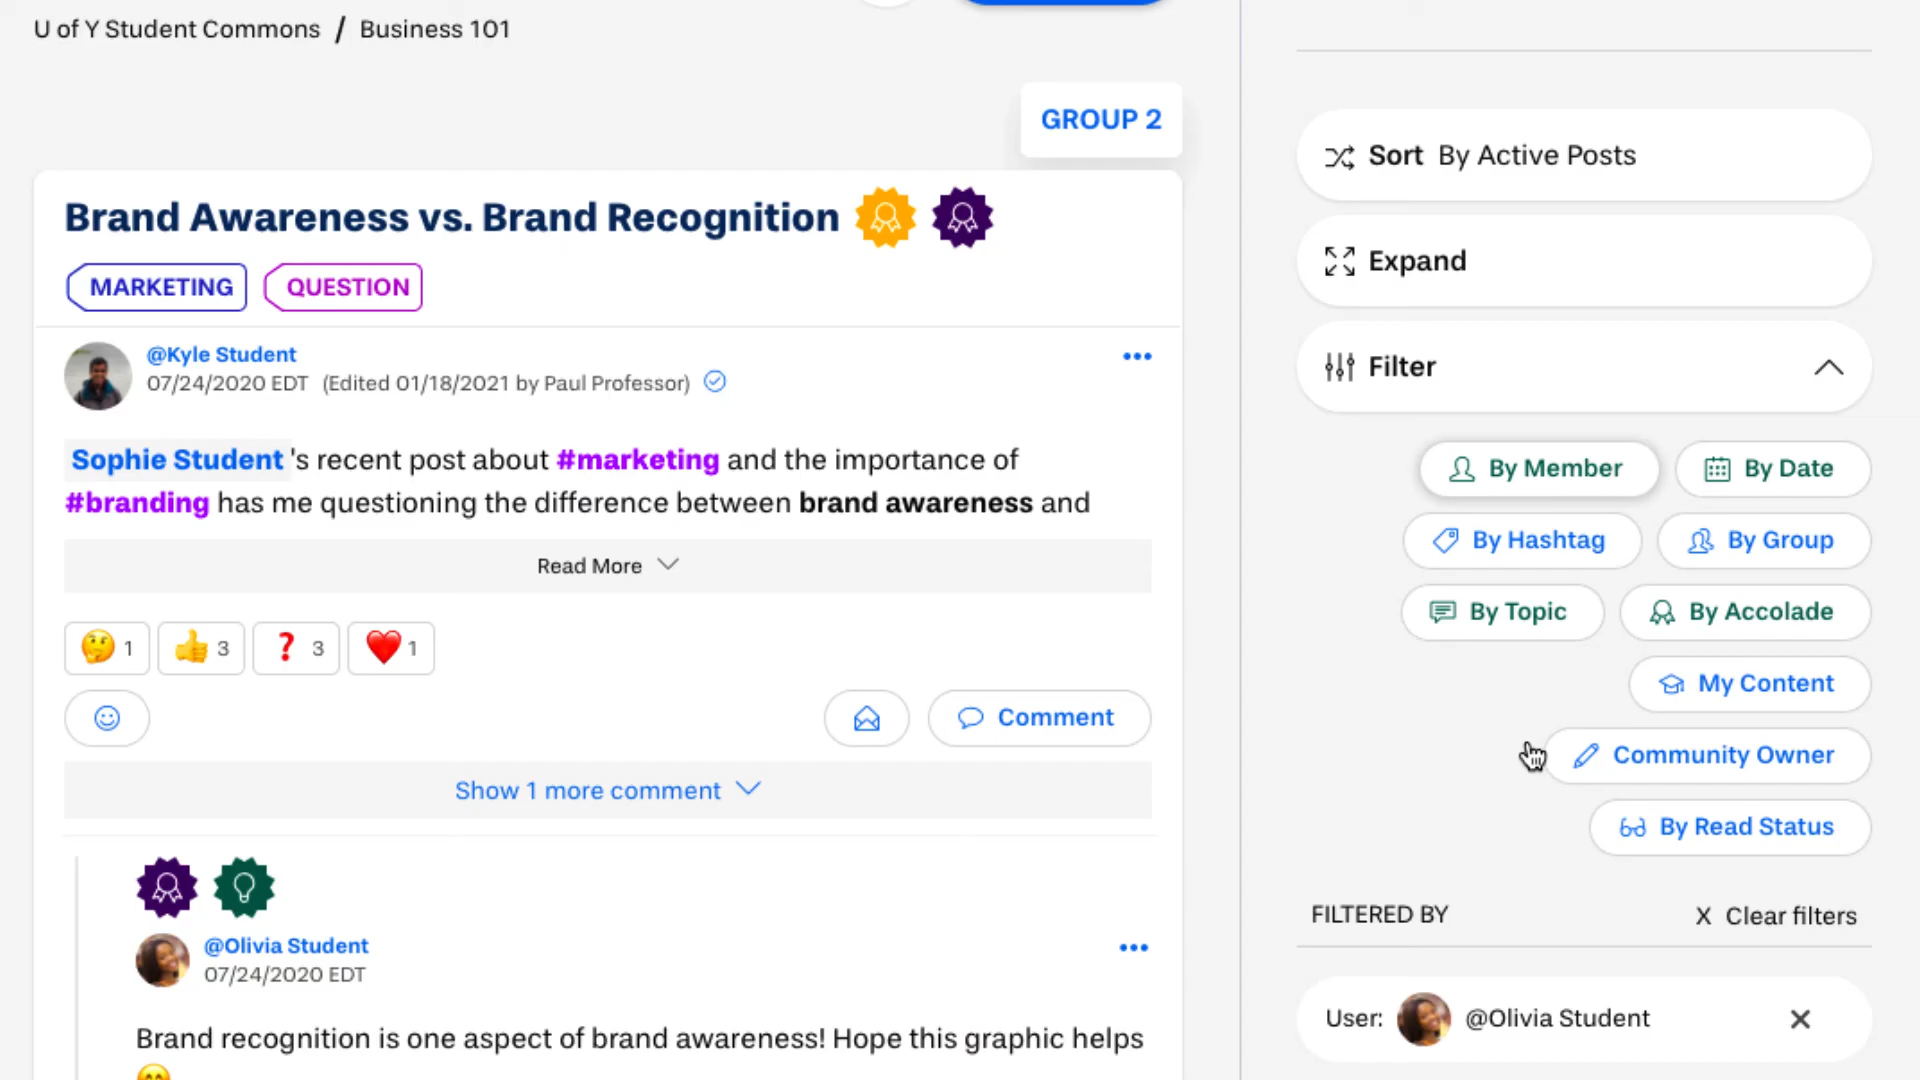 U of Y Student Commons / Business 101
GROUP 2
Brand Awareness vs. Brand Recognition
MARKETING
QUESTION
@Kyle Student
07/24/2020 EDT (Edited 01/18/2021 by Paul Professor)
Sophie Student 's recent post about #marketing and the importance of
#branding has me questioning the difference between brand awareness and
Read More
1
3
3
1
Comment
Show 1 more comment
@Olivia Student
07/24/2020 EDT
Brand recognition is one aspect of brand awareness! Hope this graphic helps
Sort By Active Posts
Expand
Filter
By Member
By Date
By Hashtag
By Group
By Topic
By Accolade
My Content
Community Owner
By Read Status
FILTERED BY
X Clear filters
User: @Olivia Student